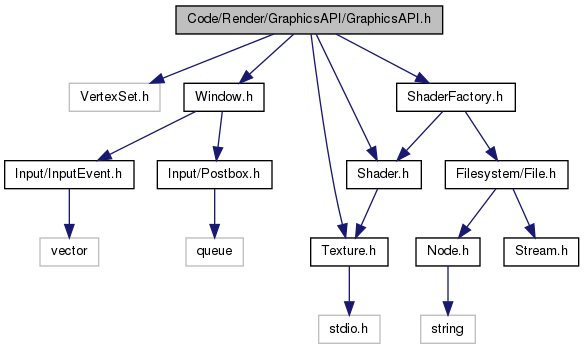 Code/Render/GraphicsAPI/GraphicsAPI.h
VertexSet.h
Window.h
ShaderFactory.h
Input/InputEvent.h
Input/Postbox.h
Shader.h
Filesystem/File.h
vector
queue
Texture.h
Node.h
Stream.h
stdio.h
string